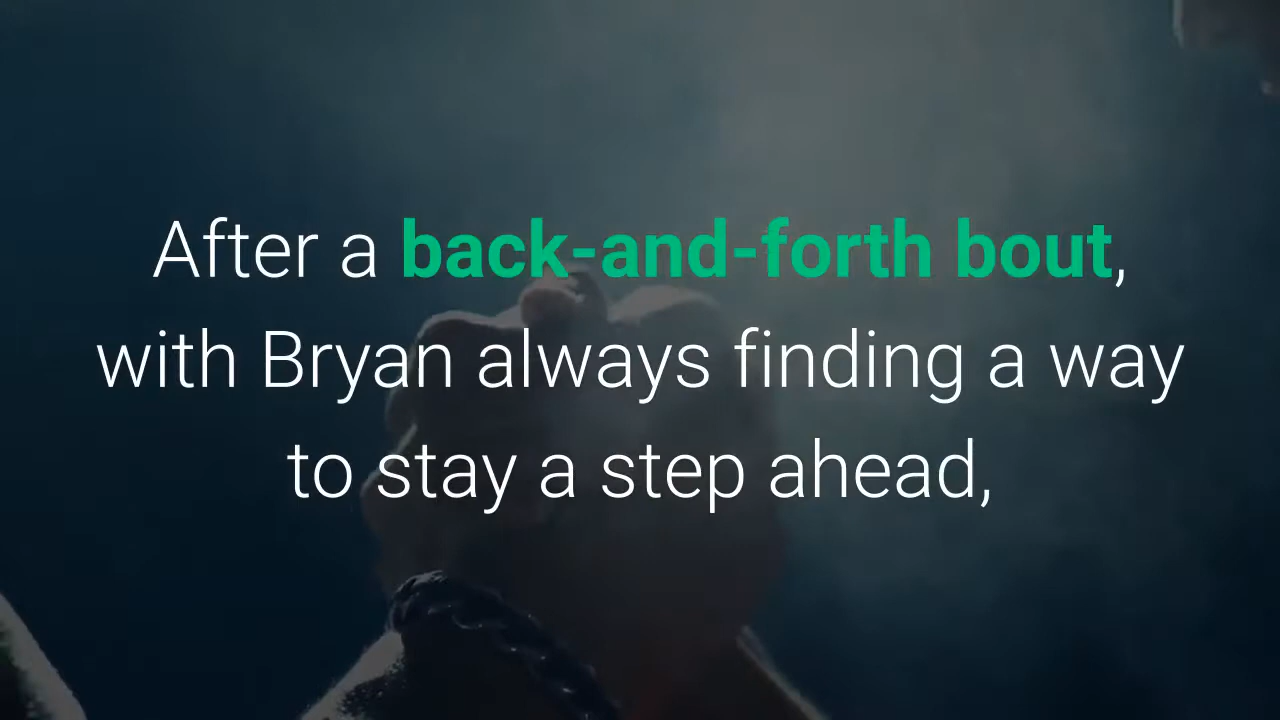 After a back-and-forth bout,
with Bryan always finding a way
to stay a step ahead,